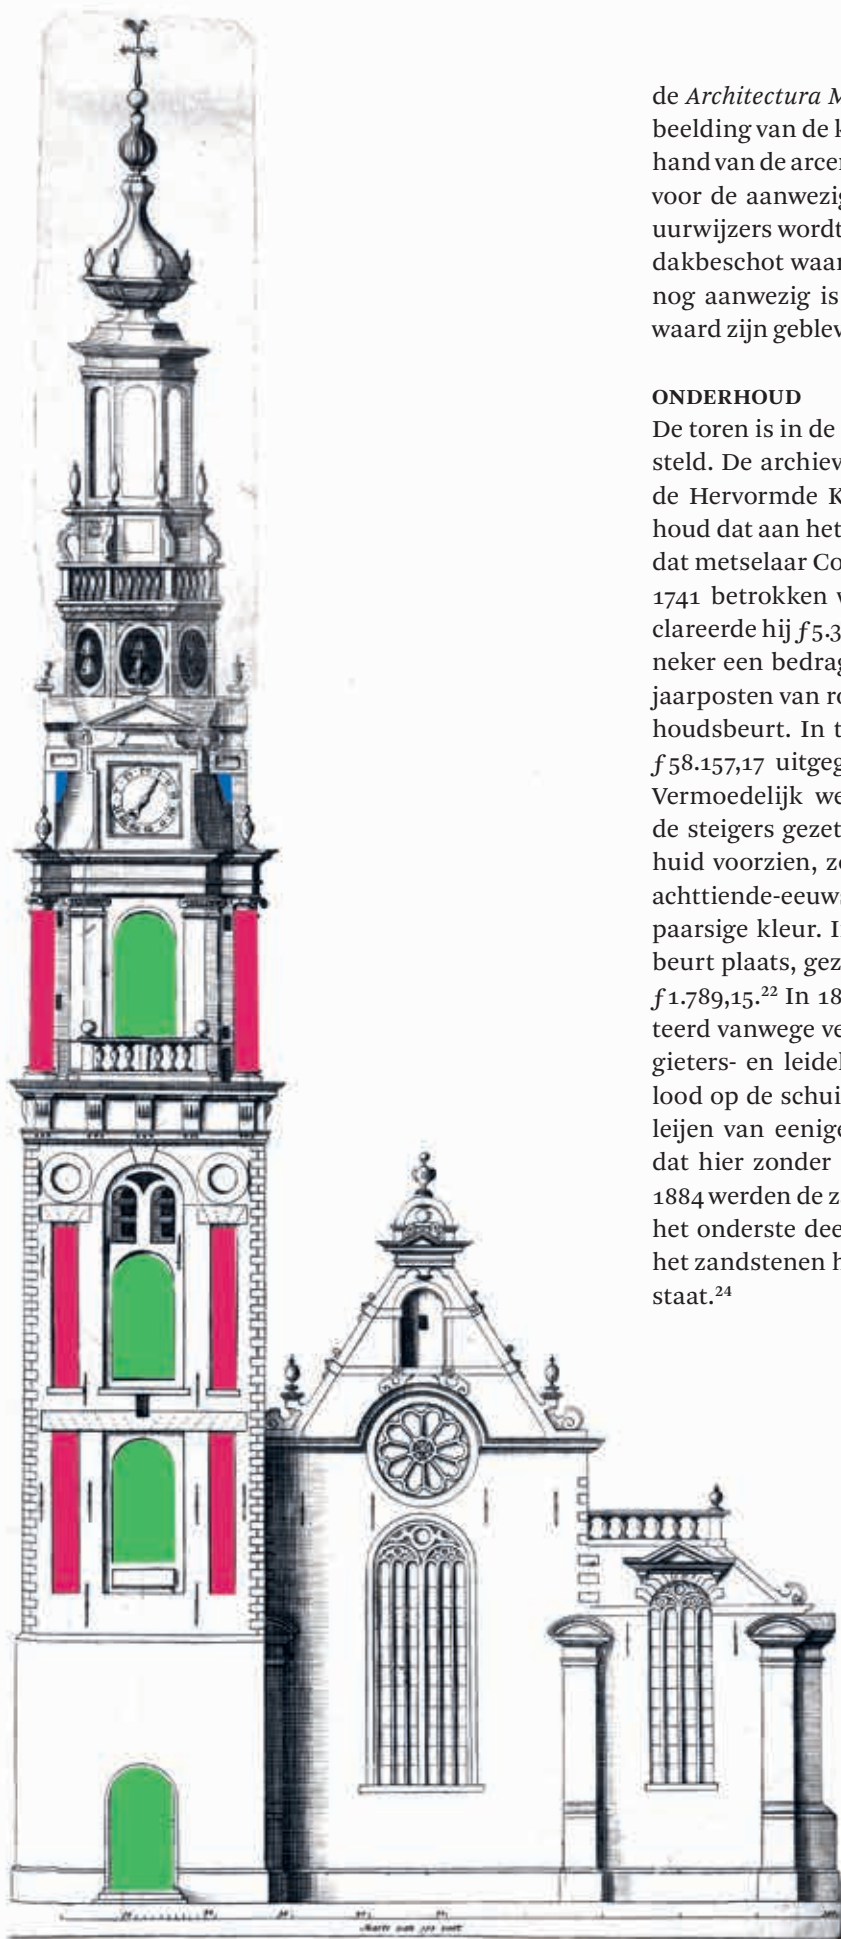 de Architectura M
beelding van de k
hand van de arcer
voor de aanwezig
uurwijzers wordt
dakbeschot waar
nog aanwezig is
waard zijn geblev
ONDERHOUD
De toren is in de
steld. De archiev
de Hervormde K
houd dat aan het
dat metselaar Co
1741 betrokken w
clareerde hij ƒ5.3
neker een bedrag
jaarposten van ro
houdsbeurt. In t
ƒ58.157,17 uitgeg
Vermoedelijk we
de steigers gezet
huid voorzien, zo
achttiende-eeuws
paarsige kleur. I
beurt plaats, gez
ƒ1.789,15.²² In 18
teerd vanwege ve
gieters- en leidel
lood op de schui
leijen van eenige
dat hier zonder
1884 werden de z
het onderste dee
het zandstenen h
staat.²⁴